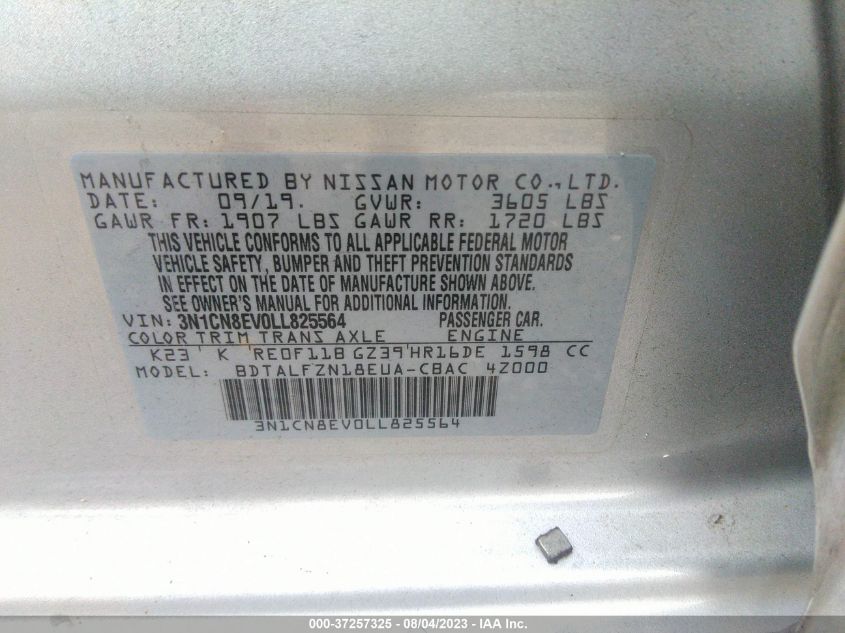 MANUFACTURED BY NISSAN MOTOR CO., LTD.
DATE: 09/19. GVWR: 3605 LBS
GAWR FR: 1907 LBS GAWR RR: 1720 LBS
THIS VEHICLE CONFORMS TO ALL APPLICABLE FEDERAL MOTOR
VEHICLE SAFETY, BUMPER AND THEFT PREVENTION STANDARDS
IN EFFECT ON THE DATE OF MANUFACTURE SHOWN ABOVE.
SEE OWNER'S MANUAL FOR ADDITIONAL INFORMATION.
VIN: 3N1CN8EV0LL825564 PASSENGER CAR.
COLOR TRIM TRANS AXLE ENGINE
K23 K RE0F11B GZ39 HR16DE 1598 CC
MODEL: BDTALFZN18EUA-CBAC 4Z000
3N1CN8EV0LL825564
000-37257325 - 08/04/2023 - IAA Inc.